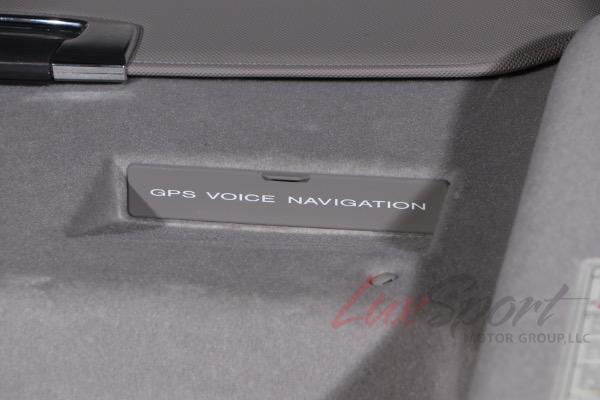 GPS VOICE NAVIGATION
LuxSport
MOTOR GROUP,LLC